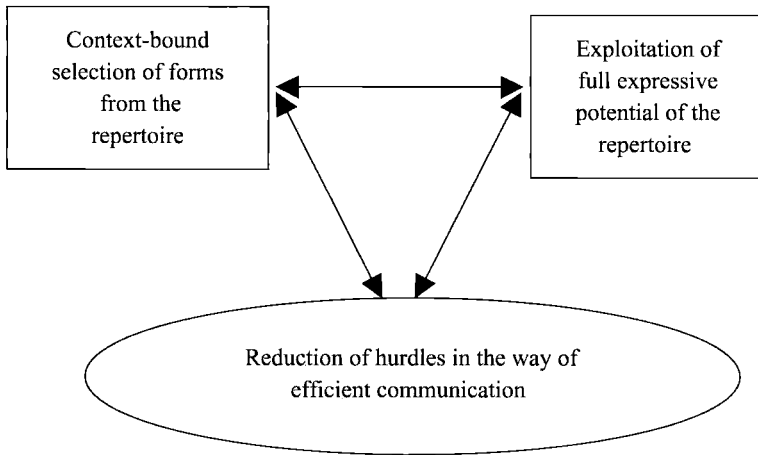 Context-bound
selection of forms
from the
repertoire
Exploitation of
full expressive
potential of the
repertoire
Reduction of hurdles in the way of
efficient communication